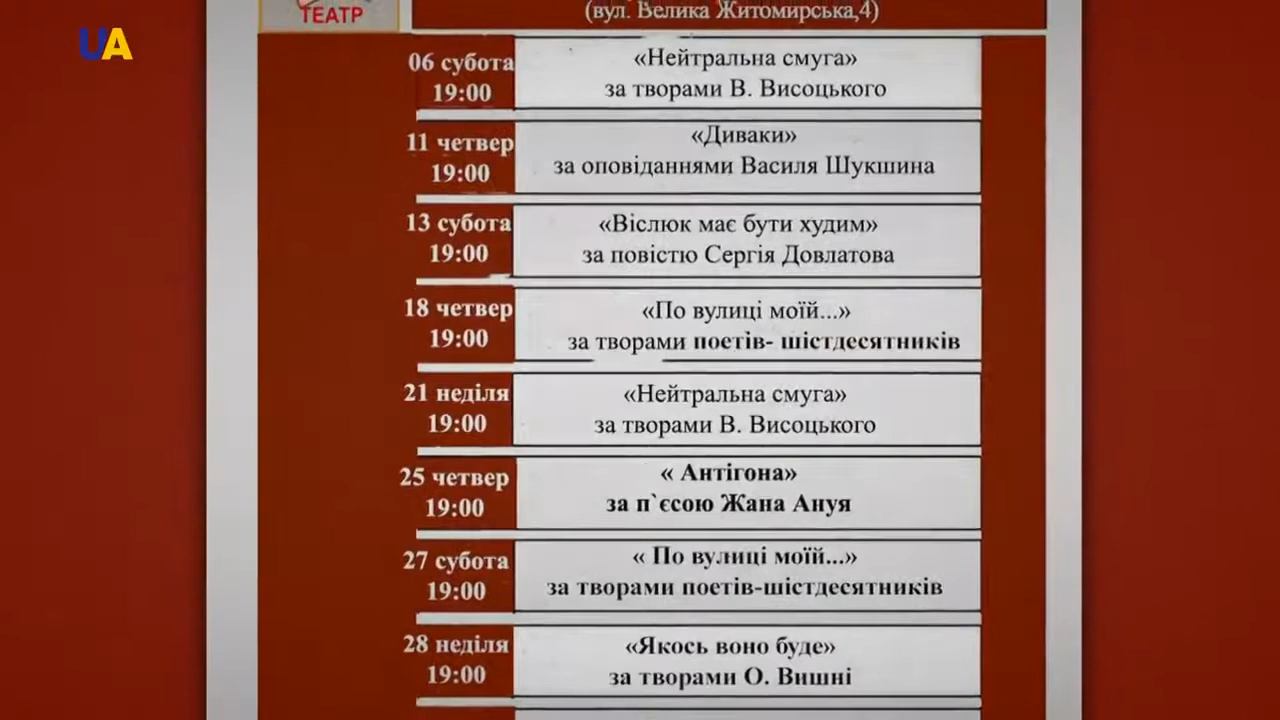 UA
ТЕАТР
(вул. Велика Житомирська,4)
06 субота
19:00
«Нейтральна смуга»
за творами В. Висоцького
11 четвер
19:00
«Диваки»
за оповіданнями Василя Шукшина
13 субота
19:00
«Віслюк має бути худим»
за повістю Сергія Довлатова
18 четвер
19:00
«По вулиці моїй...»
за творами поетів- шістдесятників
21 неділя
19:00
«Нейтральна смуга»
за творами В. Висоцького
25 четвер
19:00
« Антігона»
за п`єсою Жана Ануя
27 субота
19:00
« По вулиці моїй...»
за творами поетів-шістдесятників
28 неділя
19:00
«Якось воно буде»
за творами О. Вишні